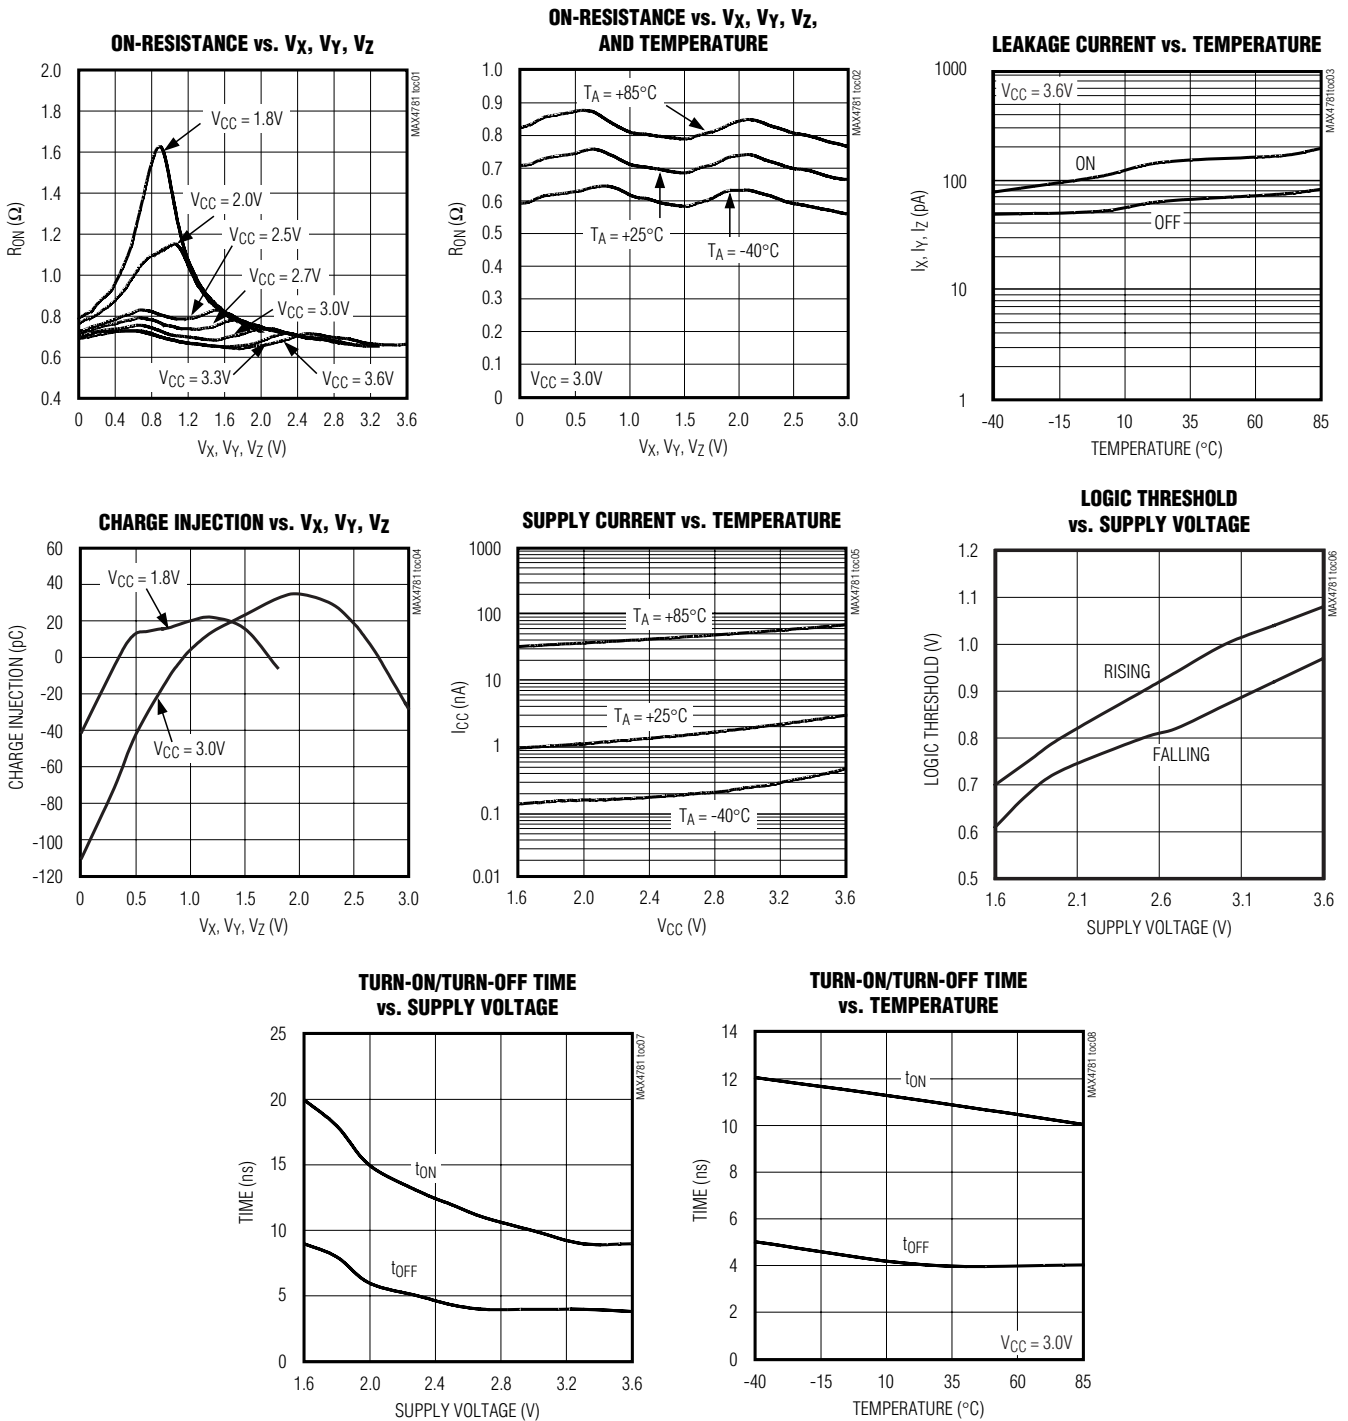 ON-RESISTANCE vs. VX, VY, VZ
2.0
1.8
1.6
1.4
1.2
1.0
0.8
0.6
0.4
RON (Ω)
VCC = 1.8V
VCC = 2.0V
VCC = 2.5V
VCC = 2.7V
VCC = 3.0V
VCC = 3.3V
VCC = 3.6V
0 0.4 0.8 1.2 1.6 2.0 2.4 2.8 3.2 3.6
VX, VY, VZ (V)
MAX4781 toc01
ON-RESISTANCE vs. VX, VY, VZ,
AND TEMPERATURE
1.0
0.9
0.8
0.7
0.6
0.5
0.4
0.3
0.2
0.1
0
RON (Ω)
TA = +85°C
TA = +25°C
TA = -40°C
VCC = 3.0V
0 0.5 1.0 1.5 2.0 2.5 3.0
VX, VY, VZ (V)
MAX4781 toc02
LEAKAGE CURRENT vs. TEMPERATURE
1000
100
10
1
IX, IY, IZ (pA)
VCC = 3.6V
ON
OFF
-40 -15 10 35 60 85
TEMPERATURE (°C)
MAX4781toc03
CHARGE INJECTION vs. VX, VY, VZ
60
40
20
0
-20
-40
-60
-80
-100
-120
CHARGE INJECTION (pC)
VCC = 1.8V
VCC = 3.0V
0 0.5 1.0 1.5 2.0 2.5 3.0
VX, VY, VZ (V)
MAX4781 toc04
SUPPLY CURRENT vs. TEMPERATURE
1000
100
10
1
0.1
0.01
ICC (nA)
TA = +85°C
TA = +25°C
TA = -40°C
1.6 2.0 2.4 2.8 3.2 3.6
VCC (V)
MAX4781 toc05
LOGIC THRESHOLD
vs. SUPPLY VOLTAGE
1.2
1.1
1.0
0.9
0.8
0.7
0.6
0.5
LOGIC THRESHOLD (V)
RISING
FALLING
1.6 2.1 2.6 3.1 3.6
SUPPLY VOLTAGE (V)
MAX4781 toc06
TURN-ON/TURN-OFF TIME
vs. SUPPLY VOLTAGE
25
20
15
10
5
0
TIME (ns)
tON
tOFF
1.6 2.0 2.4 2.8 3.2 3.6
SUPPLY VOLTAGE (V)
MAX4781 toc07
TURN-ON/TURN-OFF TIME
vs. TEMPERATURE
14
12
10
8
6
4
2
0
TIME (ns)
tON
tOFF
VCC = 3.0V
-40 -15 10 35 60 85
TEMPERATURE (°C)
MAX4781 toc08